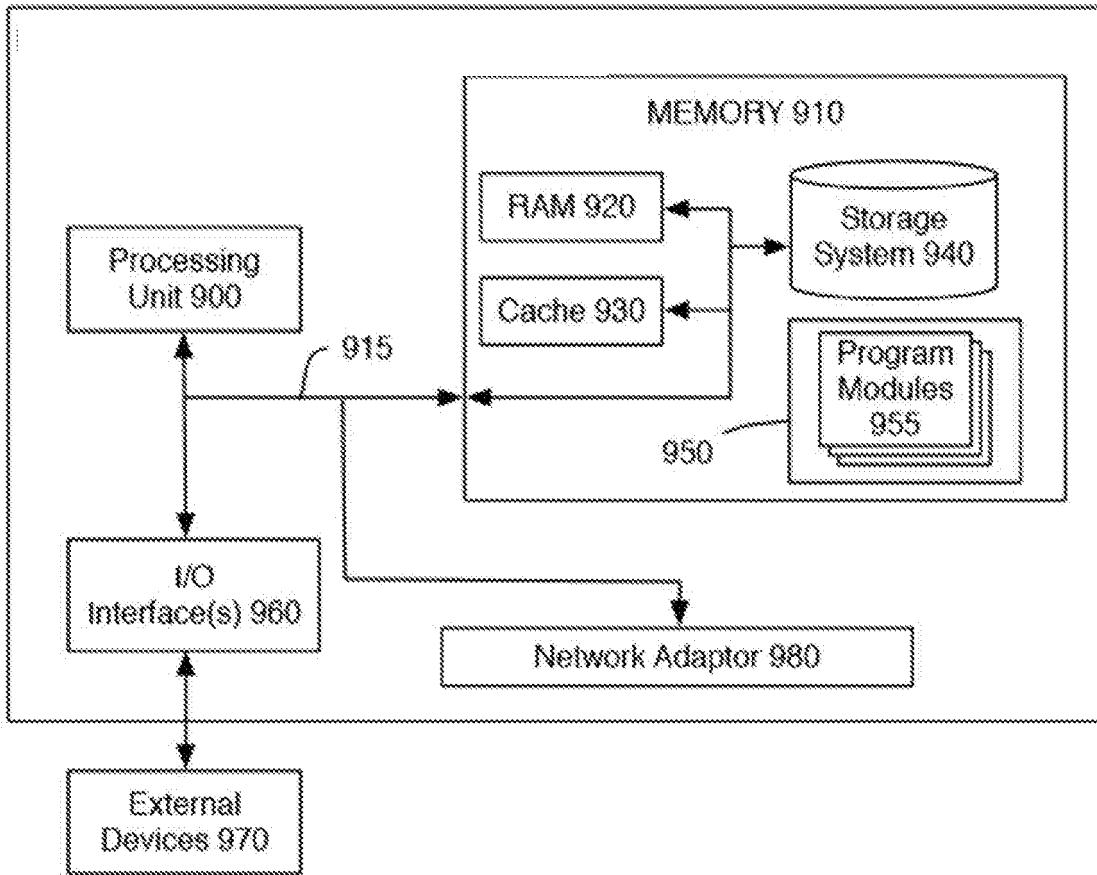 MEMORY 910
RAM 920
Storage
System 940
Processing
Unit 900
Cache 930
915
Program
Modules
955
950
I/O
Interface(s) 960
Network Adaptor 980
External
Devices 970